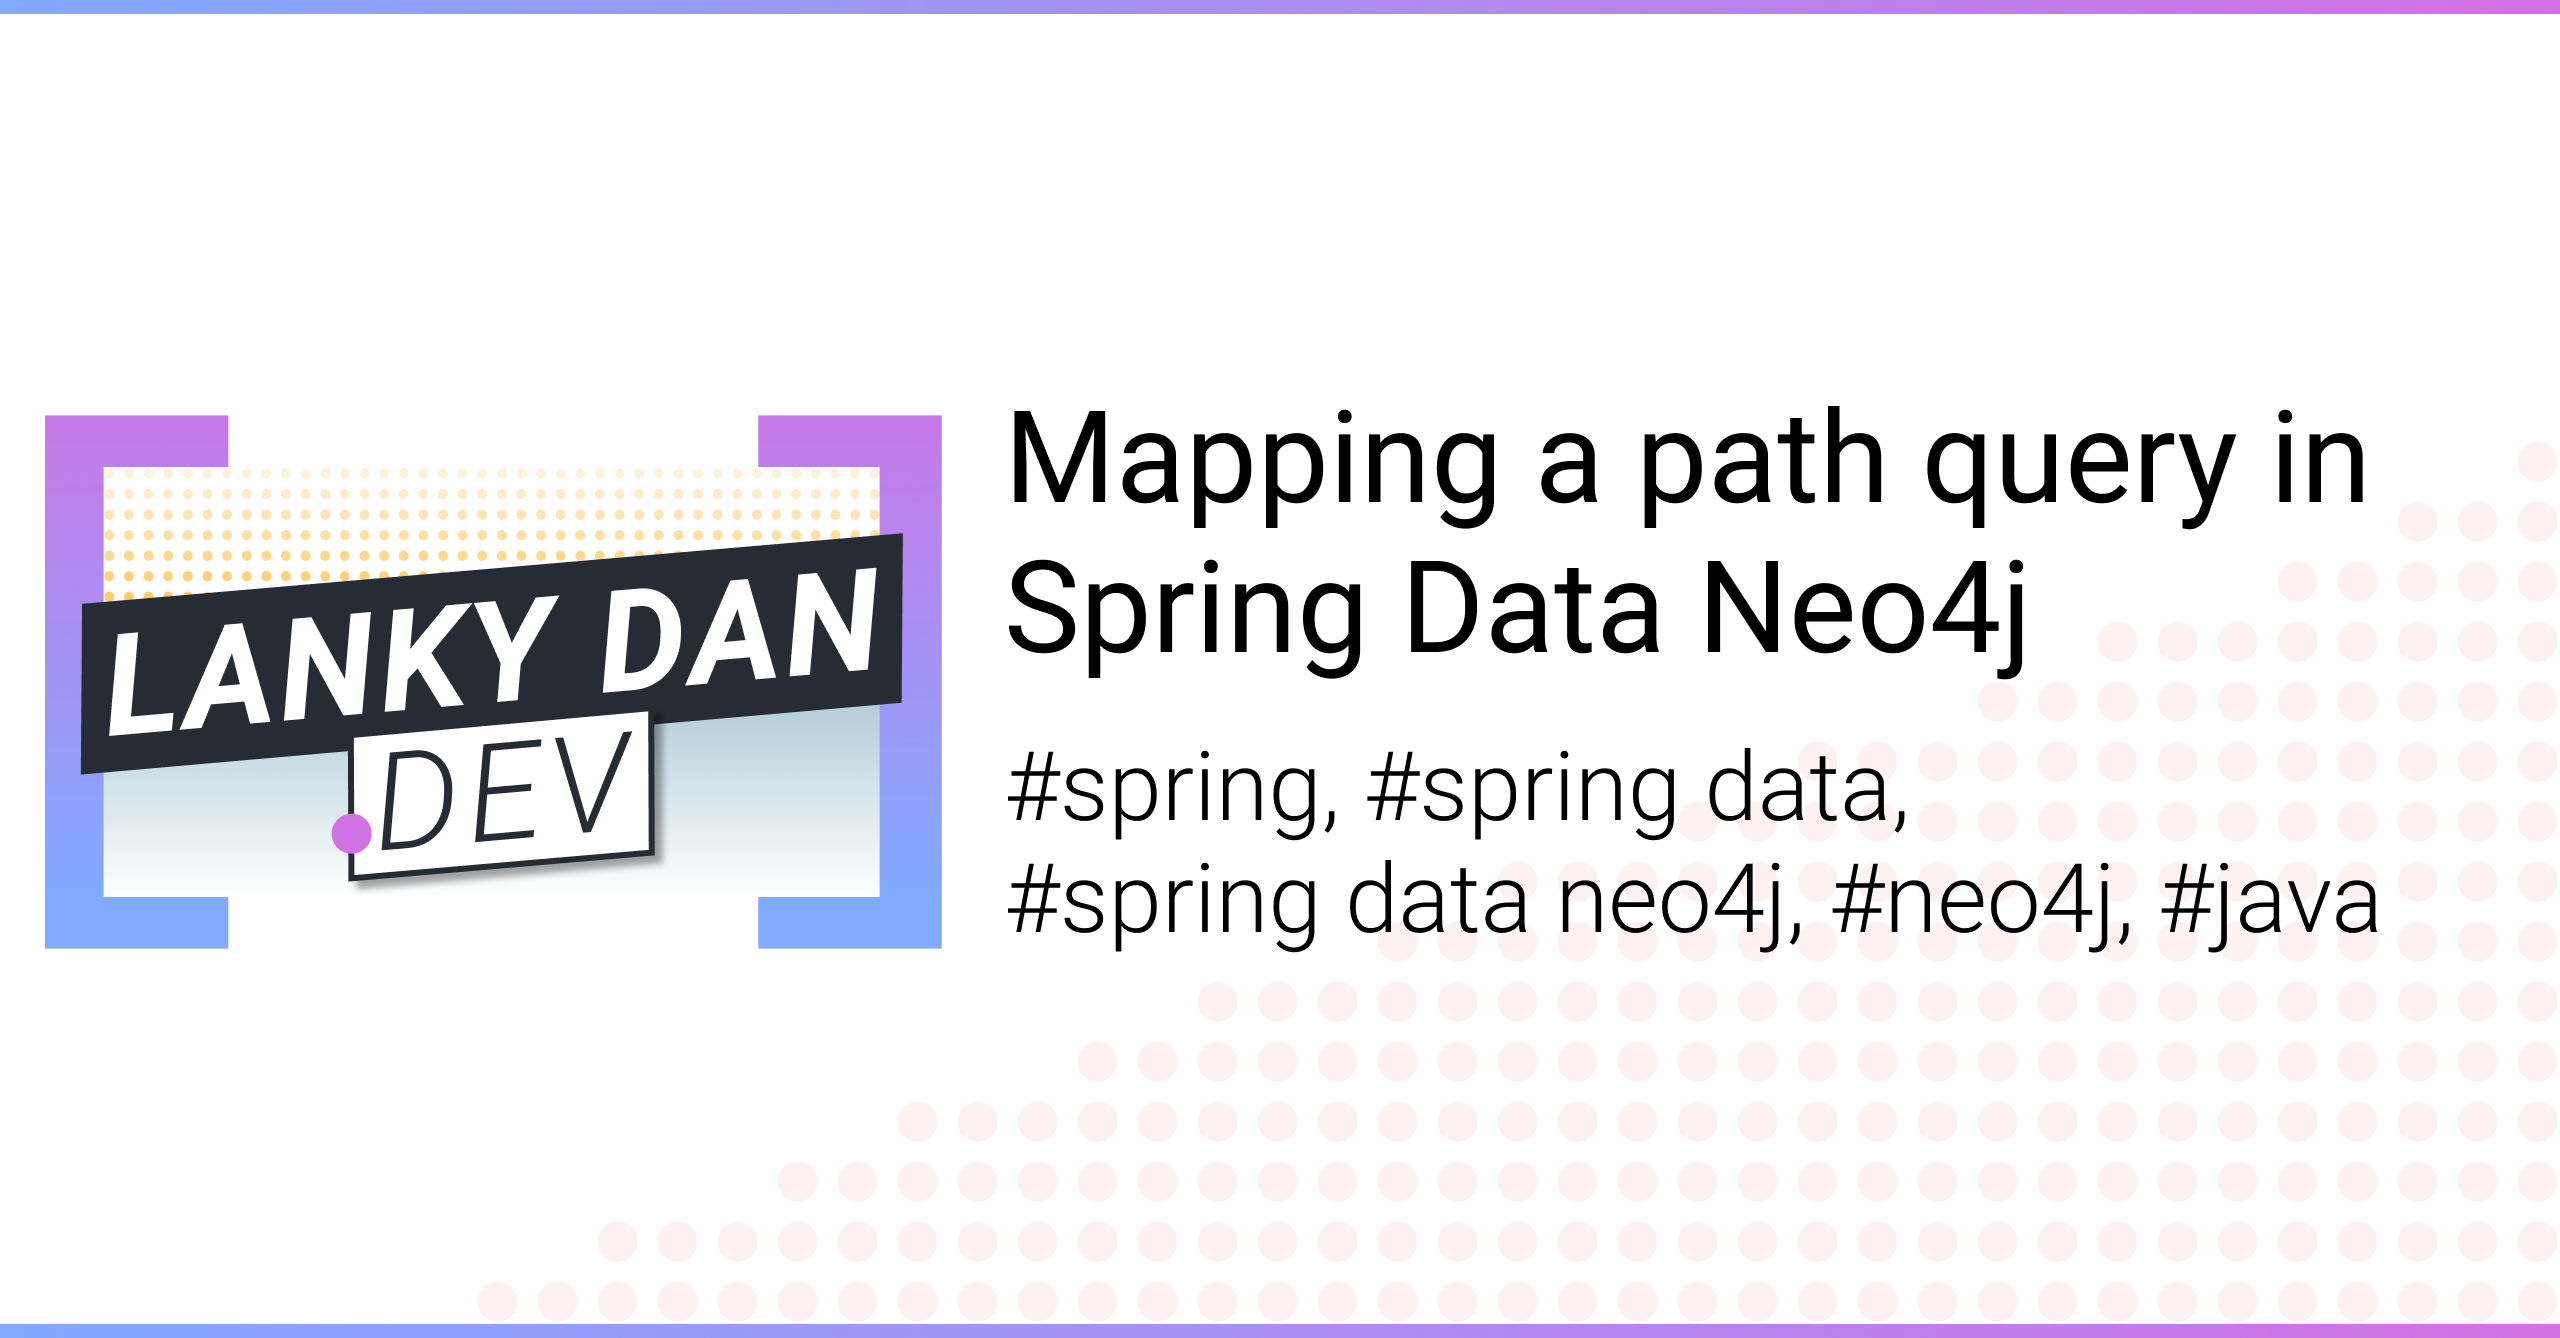 LANKY DAN
.DEV
Mapping a path query in
Spring Data Neo4j
#spring, #spring data,
#spring data neo4j, #neo4j, #java